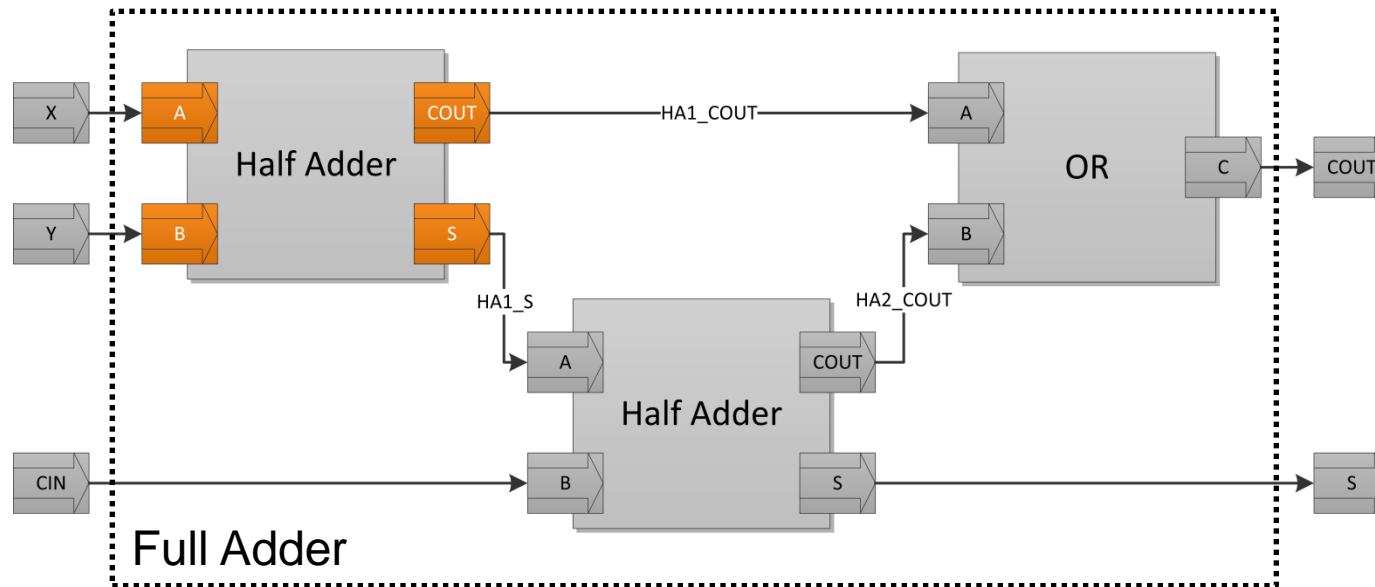 X
A
COUT
HA1_COUT
A
Half Adder
OR
C
COUT
Y
B
S
B
HA1_S
HA2_COUT
A
COUT
Half Adder
CIN
B
S
S
Full Adder